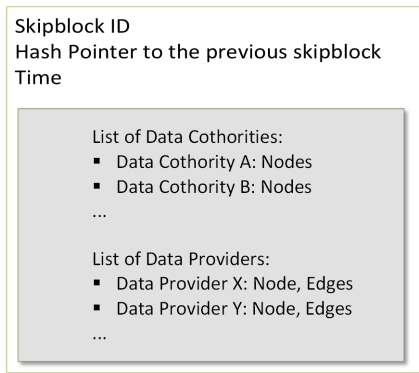 Skipblock ID
Hash Pointer to the previous skipblock
Time
List of Data Cothorities:
▪ Data Cothority A: Nodes
▪ Data Cothority B: Nodes
...
List of Data Providers:
▪ Data Provider X: Node, Edges
▪ Data Provider Y: Node, Edges
...